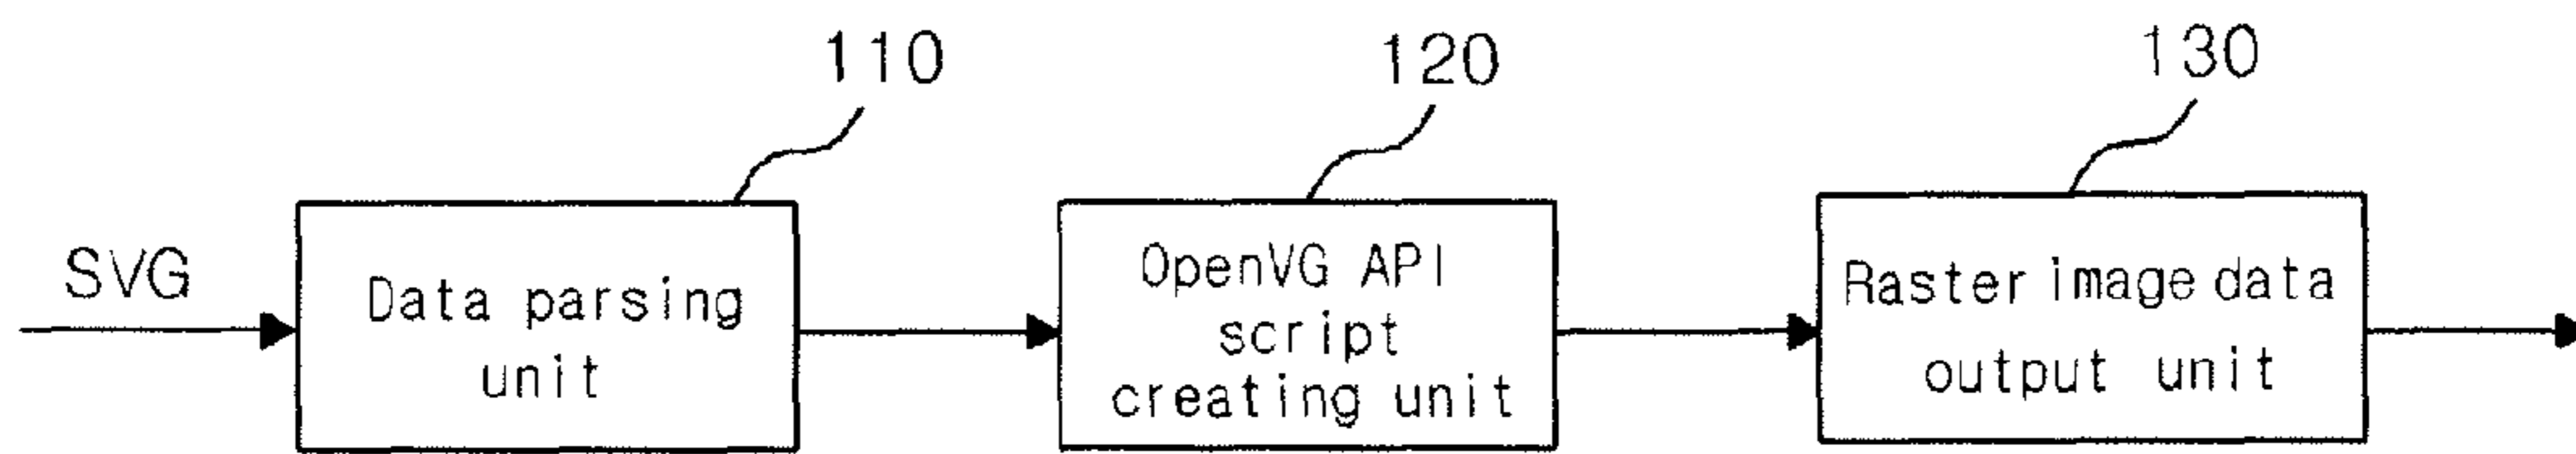 110
120
130
SVG
Data parsing
unit
OpenVG API
script
creating unit
Raster image data
output unit